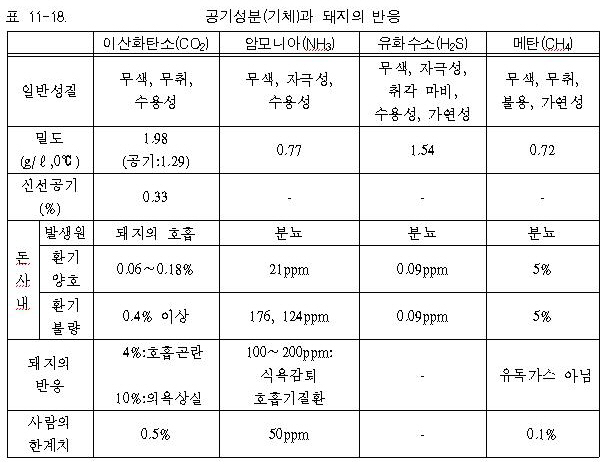 표 11-18. 공기성분(기체)과 돼지의 반응
이산화탄소(CO2) 암모니아(NH3) 유화수소(H2S) 메탄(CH4)
일반성질 무색, 무취, 수용성 무색, 자극성, 수용성 무색, 자극성, 취각 마비, 수용성, 가연성 무색, 무취, 불용, 가연성
밀도 (g/ℓ,0℃) 1.98 (공기:1.29) 0.77 1.54 0.72
신선공기 (%) 0.33 - - -
돈사내 발생원 돼지의 호흡 분뇨 분뇨 분뇨
환기 양호 0.06~0.18% 21ppm 0.09ppm 5%
환기 불량 0.4% 이상 176, 124ppm 0.09ppm 5%
돼지의 반응 4%:호흡곤란 10%:의욕상실 100~200ppm: 식욕감퇴 호흡기질환 - 유독가스 아님
사람의 한계치 0.5% 50ppm - 0.1%